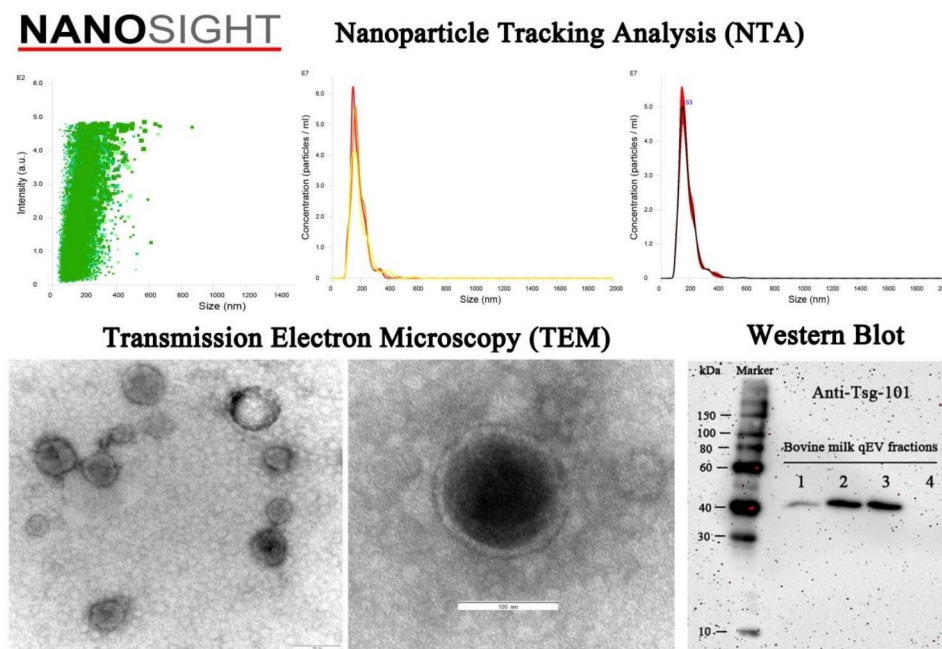 NANOSIGHT
Nanoparticle Tracking Analysis (NTA)
E2
6.0
5.0
4.0
3.0
2.0
1.0
0
Intensity (a.u.)
0 200 400 600 800 1000 1200 1400
Size (nm)
E7
6.0
5.0
4.0
3.0
2.0
1.0
0
Concentration (particles / ml)
0 200 400 600 800 1000 1200 1400 1600 1800 2000
Size (nm)
E7
6.0
5.0
4.0
3.0
2.0
1.0
0
Concentration (particles / ml)
53
0 200 400 600 800 1000 1200 1400 1600 1800
Size (nm)
Transmission Electron Microscopy (TEM)
100 nm
Western Blot
kDa Marker
Anti-Tsg-101
150
100
80
60
40
30
10
Bovine milk qEV fractions
1 2 3 4